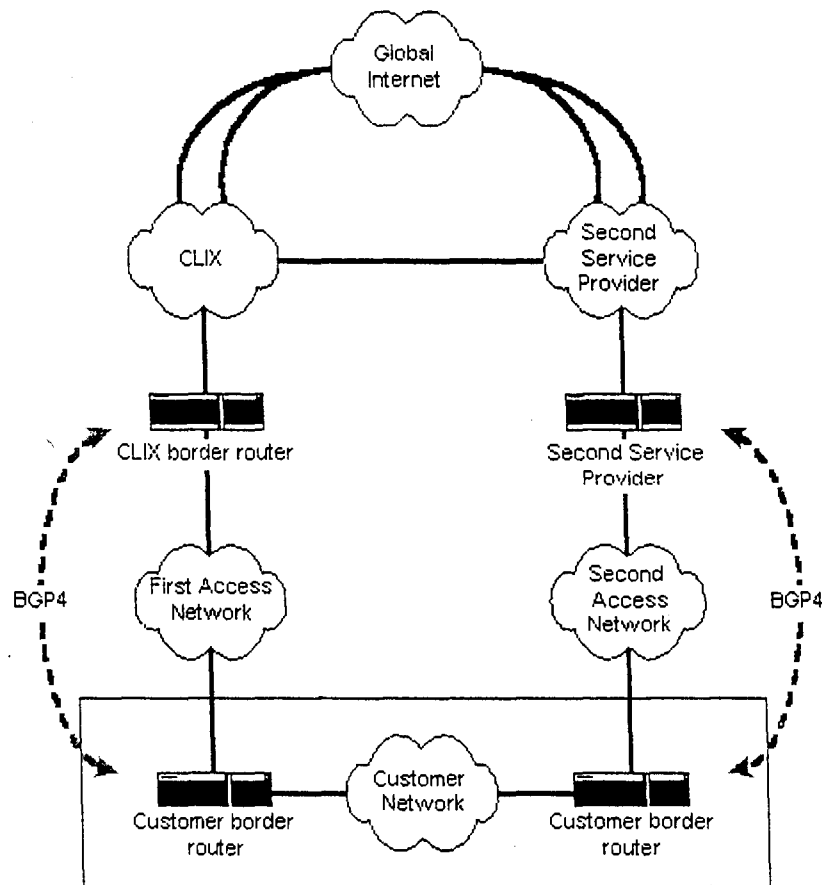 Global
Internet
CLIX
Second
Service
Provider
CLIX border router
Second Service
Provider
BGP4
First Access
Network
Second
Access
Network
BGP4
Customer
Network
Customer border
router
Customer border
router